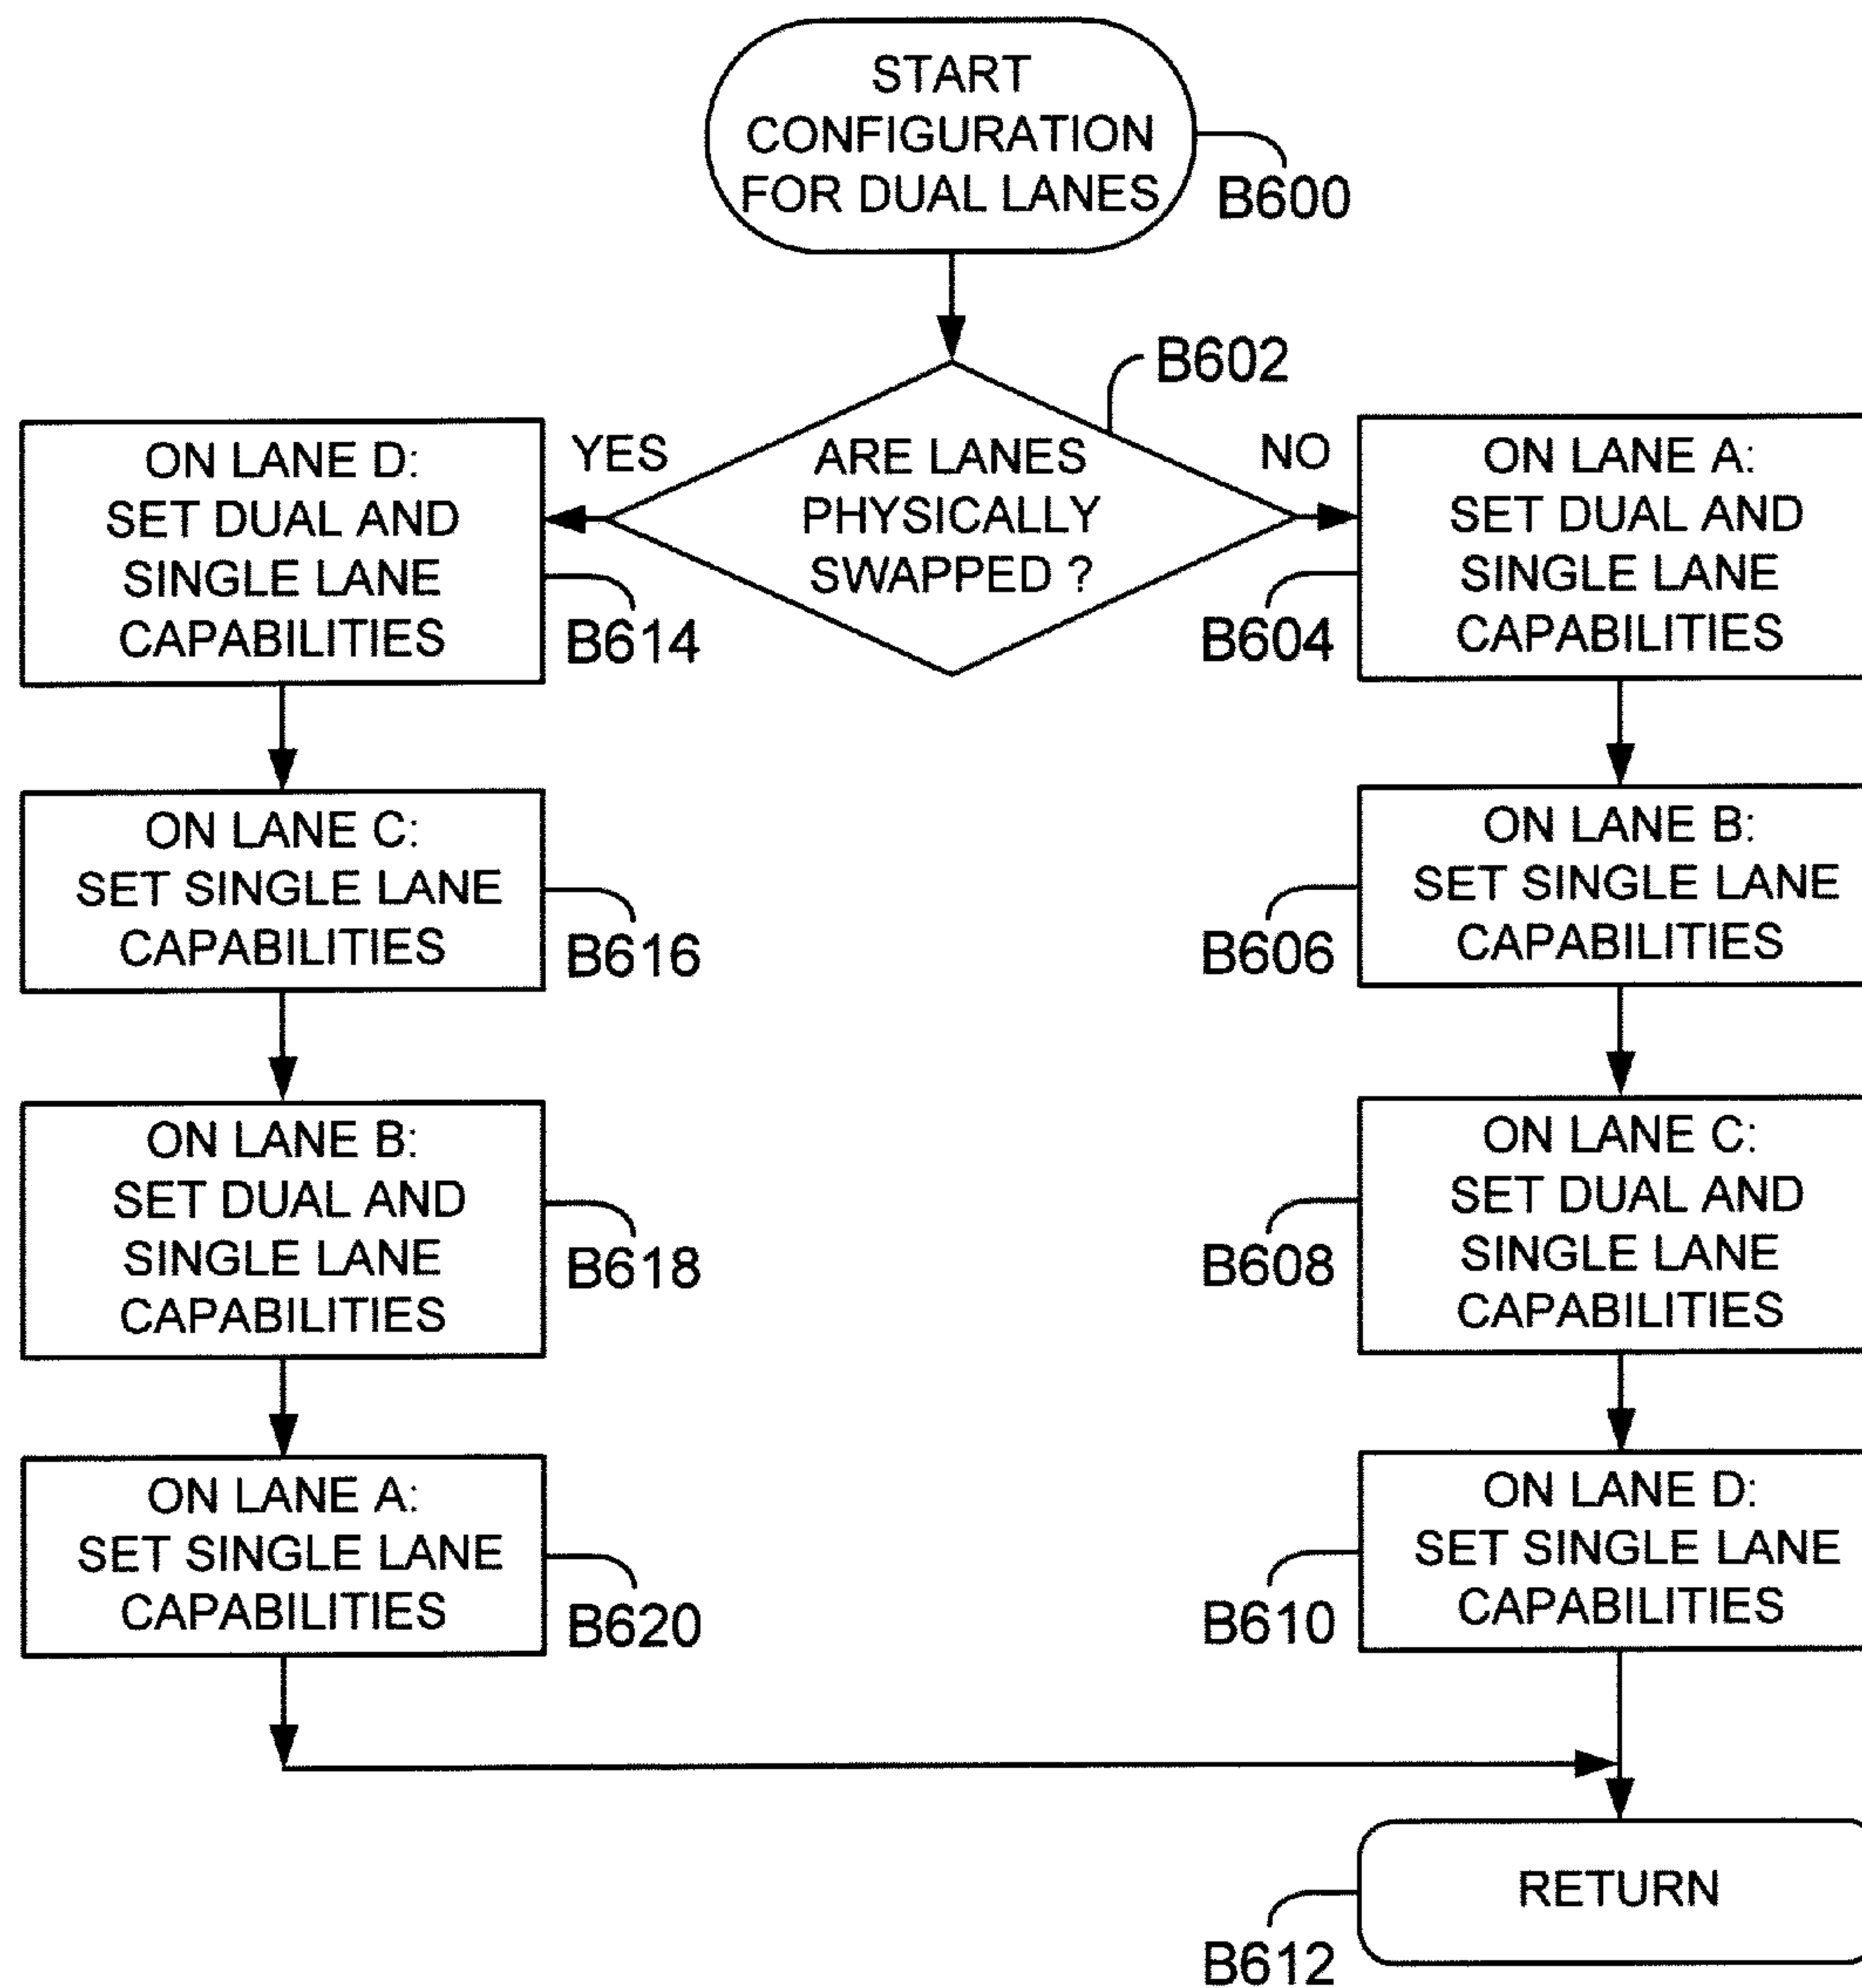 START
CONFIGURATION
FOR DUAL LANES
B600
B602
ARE LANES
PHYSICALLY
SWAPPED ?
YES
NO
ON LANE D:
SET DUAL AND
SINGLE LANE
CAPABILITIES
B614
ON LANE C:
SET SINGLE LANE
CAPABILITIES
B616
ON LANE B:
SET DUAL AND
SINGLE LANE
CAPABILITIES
B618
ON LANE A:
SET SINGLE LANE
CAPABILITIES
B620
ON LANE A:
SET DUAL AND
SINGLE LANE
CAPABILITIES
B604
ON LANE B:
SET SINGLE LANE
CAPABILITIES
B606
ON LANE C:
SET DUAL AND
SINGLE LANE
CAPABILITIES
B608
ON LANE D:
SET SINGLE LANE
CAPABILITIES
B610
RETURN
B612